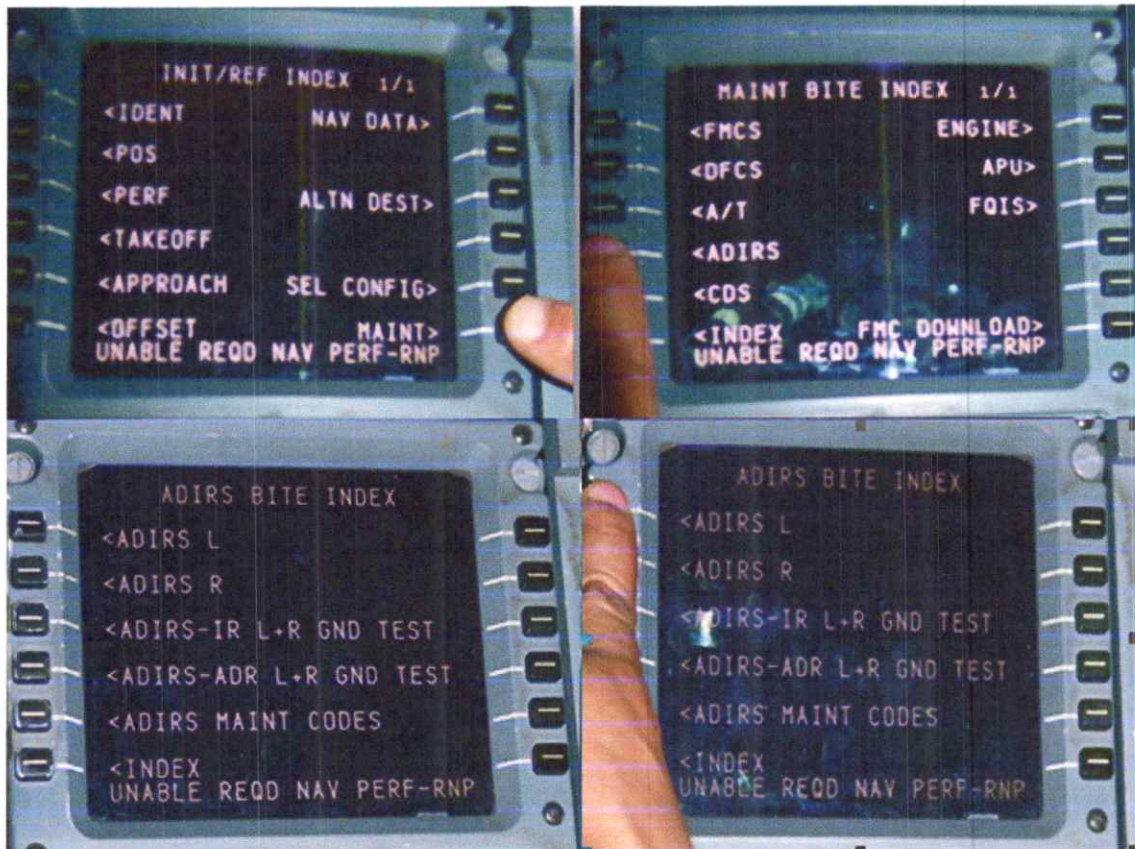 INIT/REF INDEX 1/1
<IDENT NAV DATA>
<POS
<PERF ALTN DEST>
<TAKEOFF
<APPROACH SEL CONFIG>
<OFFSET MAINT>
UNABLE REQD NAV PERF-RNP
MAINT BITE INDEX 1/1
<FMCS ENGINE>
<DFCS APU>
<A/T FQIS>
<ADIRS
<CDS
<INDEX FMC DOWNLOAD>
UNABLE REQD NAV PERF-RNP
ADIRS BITE INDEX
<ADIRS L
<ADIRS R
<ADIRS-IR L+R GND TEST
<ADIRS-ADR L+R GND TEST
<ADIRS MAINT CODES
<INDEX
UNABLE REQD NAV PERF-RNP
ADIRS BITE INDEX
<ADIRS L
<ADIRS R
<ADIRS-IR L+R GND TEST
<ADIRS-ADR L+R GND TEST
<ADIRS MAINT CODES
<INDEX
UNABLE REQD NAV PERF-RNP